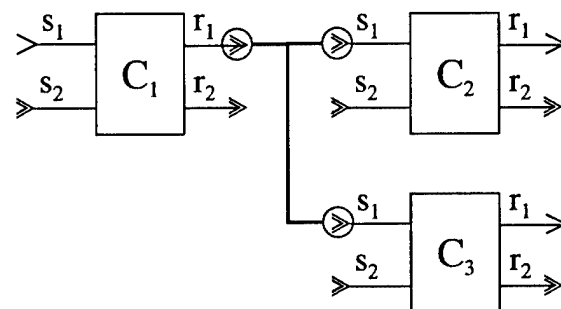 s₁ r₁ s₁ r₁
C₁ C₂
s₂ r₂ s₂ r₂
s₁ r₁
C₃
s₂ r₂